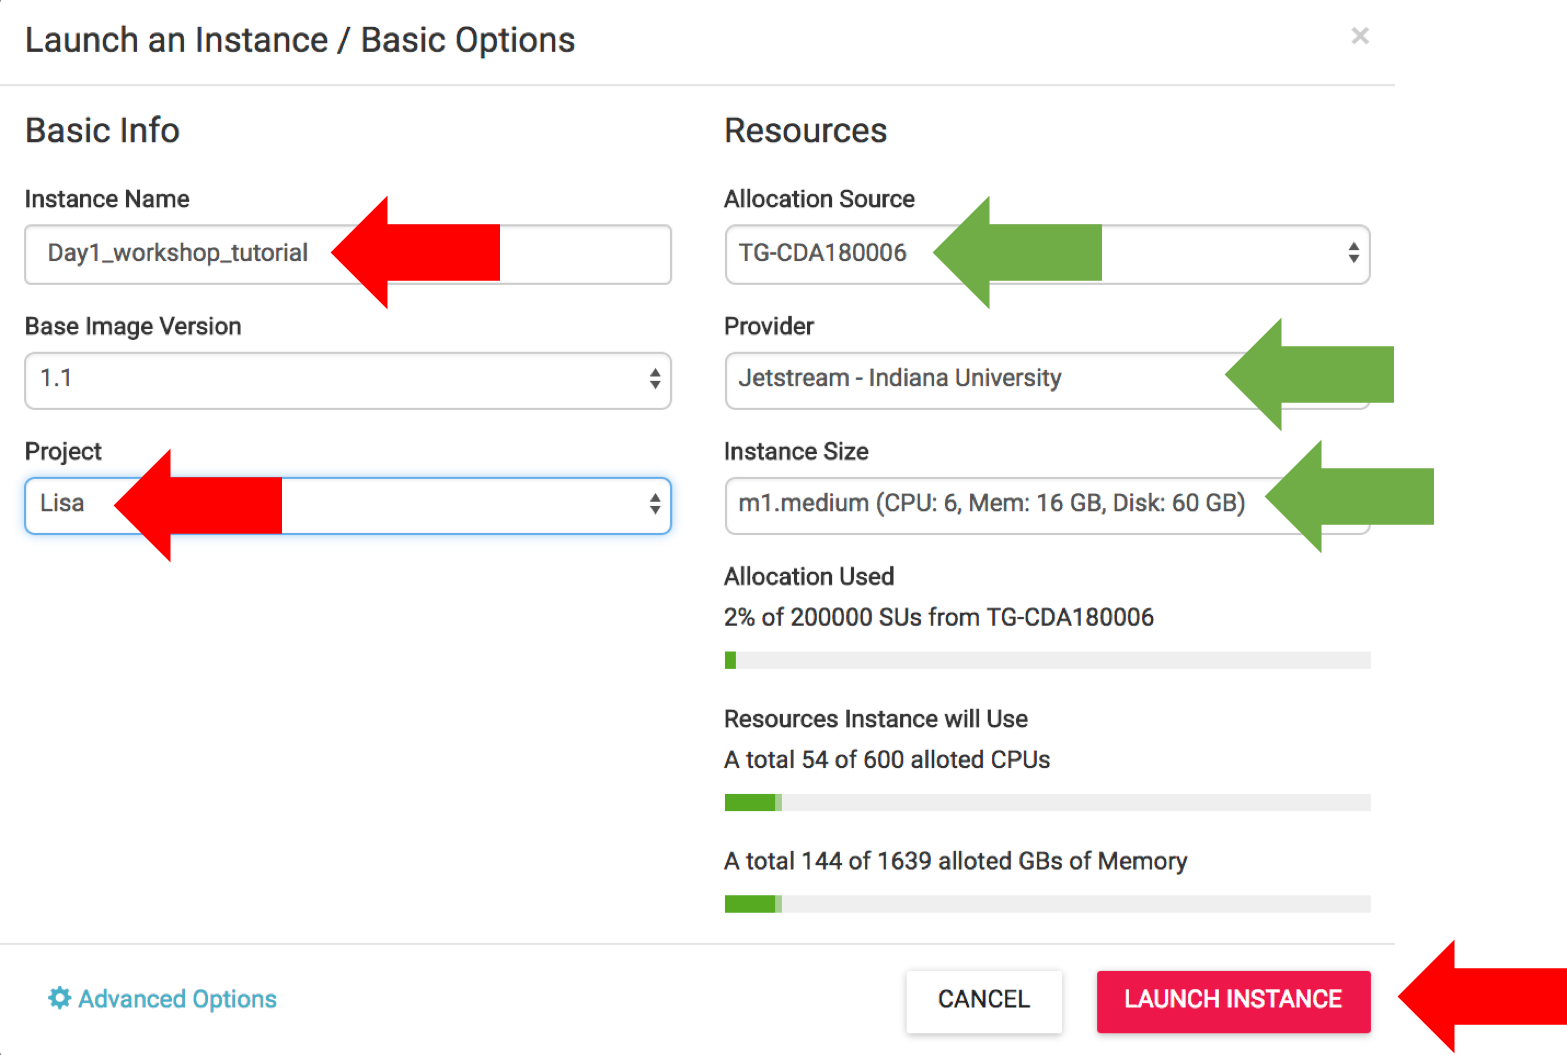 Launch an Instance / Basic Options
×
Basic Info
Instance Name
Day1_workshop_tutorial
Base Image Version
1.1
Project
Lisa
Resources
Allocation Source
TG-CDA180006
Provider
Jetstream - Indiana University
Instance Size
m1.medium (CPU: 6, Mem: 16 GB, Disk: 60 GB)
Allocation Used
2% of 200000 SUs from TG-CDA180006
Resources Instance will Use
A total 54 of 600 alloted CPUs
A total 144 of 1639 alloted GBs of Memory
Advanced Options
CANCEL
LAUNCH INSTANCE